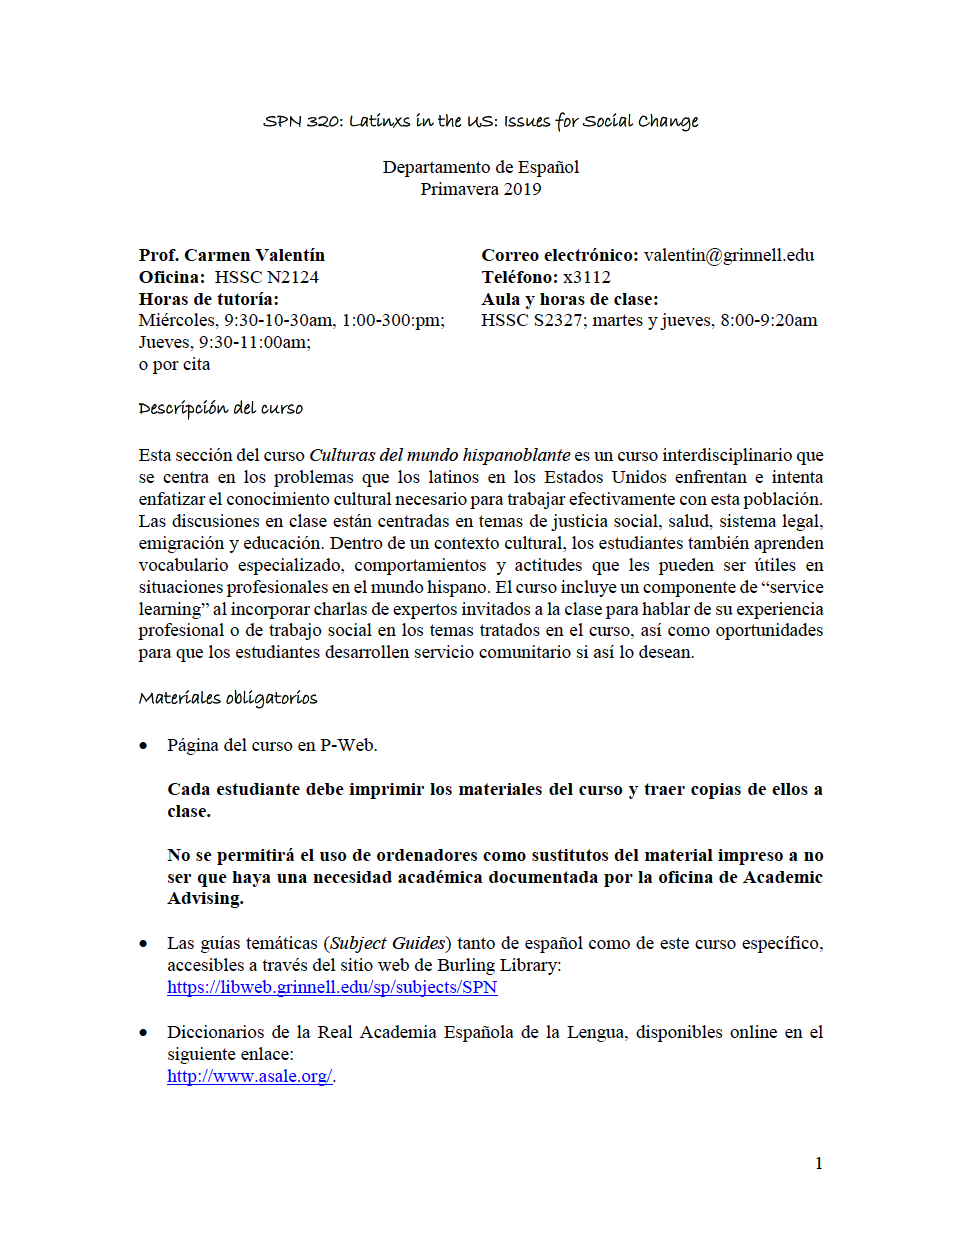 SPN 320: Latinxs in the US: Issues for Social Change
Departamento de Español
Primavera 2019
Prof. Carmen Valentín
Oficina: HSSC N2124
Horas de tutoría:
Miércoles, 9:30-10-30am, 1:00-300:pm;
Jueves, 9:30-11:00am;
o por cita
Correo electrónico: valentin@grinnell.edu
Teléfono: x3112
Aula y horas de clase:
HSSC S2327; martes y jueves, 8:00-9:20am
Descripción del curso
Esta sección del curso Culturas del mundo hispanoblante es un curso interdisciplinario que
se centra en los problemas que los latinos en los Estados Unidos enfrentan e intenta
enfatizar el conocimiento cultural necesario para trabajar efectivamente con esta población.
Las discusiones en clase están centradas en temas de justicia social, salud, sistema legal,
emigración y educación. Dentro de un contexto cultural, los estudiantes también aprenden
vocabulario especializado, comportamientos y actitudes que les pueden ser útiles en
situaciones profesionales en el mundo hispano. El curso incluye un componente de “service
learning” al incorporar charlas de expertos invitados a la clase para hablar de su experiencia
profesional o de trabajo social en los temas tratados en el curso, así como oportunidades
para que los estudiantes desarrollen servicio comunitario si así lo desean.
Materiales obligatorios
• Página del curso en P-Web.
Cada estudiante debe imprimir los materiales del curso y traer copias de ellos a
clase.
No se permitirá el uso de ordenadores como sustitutos del material impreso a no
ser que haya una necesidad académica documentada por la oficina de Academic
Advising.
• Las guías temáticas (Subject Guides) tanto de español como de este curso específico,
accesibles a través del sitio web de Burling Library:
https://libweb.grinnell.edu/sp/subjects/SPN
• Diccionarios de la Real Academia Española de la Lengua, disponibles online en el
siguiente enlace:
http://www.asale.org/.
1